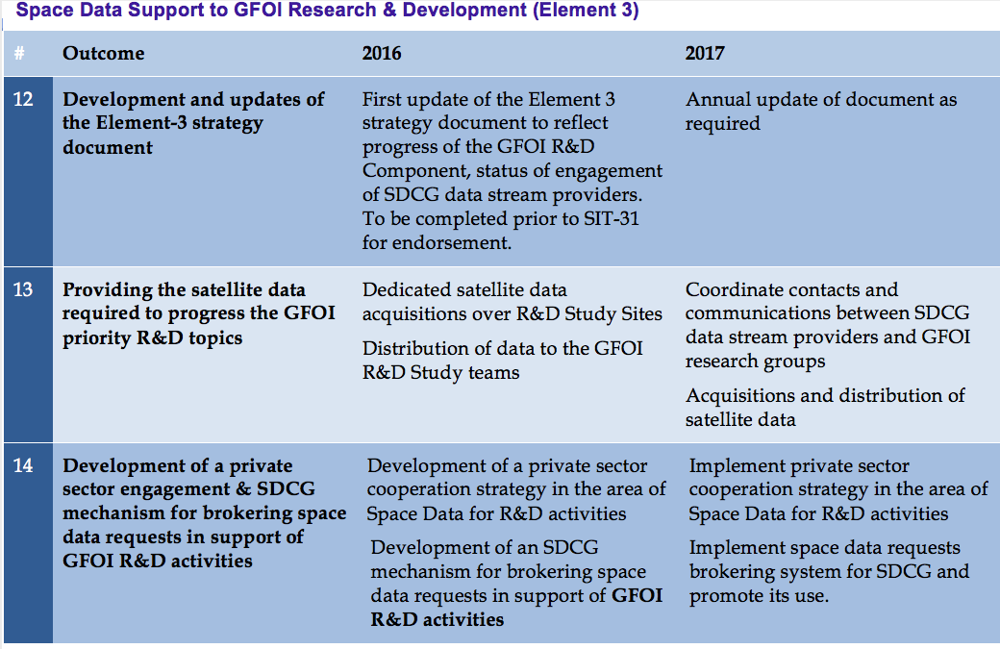 Space Data Support to GFOI Research & Development (Element 3)
# Outcome 2016 2017
12
Development and updates of
the Element-3 strategy
document
First update of the Element 3
strategy document to reflect
progress of the GFOI R&D
Component, status of engagement
of SDCG data stream providers.
To be completed prior to SIT-31
for endorsement.
Annual update of document as
required
13
Providing the satellite data
required to progress the GFOI
priority R&D topics
Dedicated satellite data
acquisitions over R&D Study Sites
Distribution of data to the GFOI
R&D Study teams
Coordinate contacts and
communications between SDCG
data stream providers and GFOI
research groups
Acquisitions and distribution of
satellite data
14
Development of a private
sector engagement & SDCG
mechanism for brokering space
data requests in support of
GFOI R&D activities
Development of a private sector
cooperation strategy in the area of
Space Data for R&D activities
Development of an SDCG
mechanism for brokering space
data requests in support of GFOI
R&D activities
Implement private sector
cooperation strategy in the area of
Space Data for R&D activities
Implement space data requests
brokering system for SDCG and
promote its use.